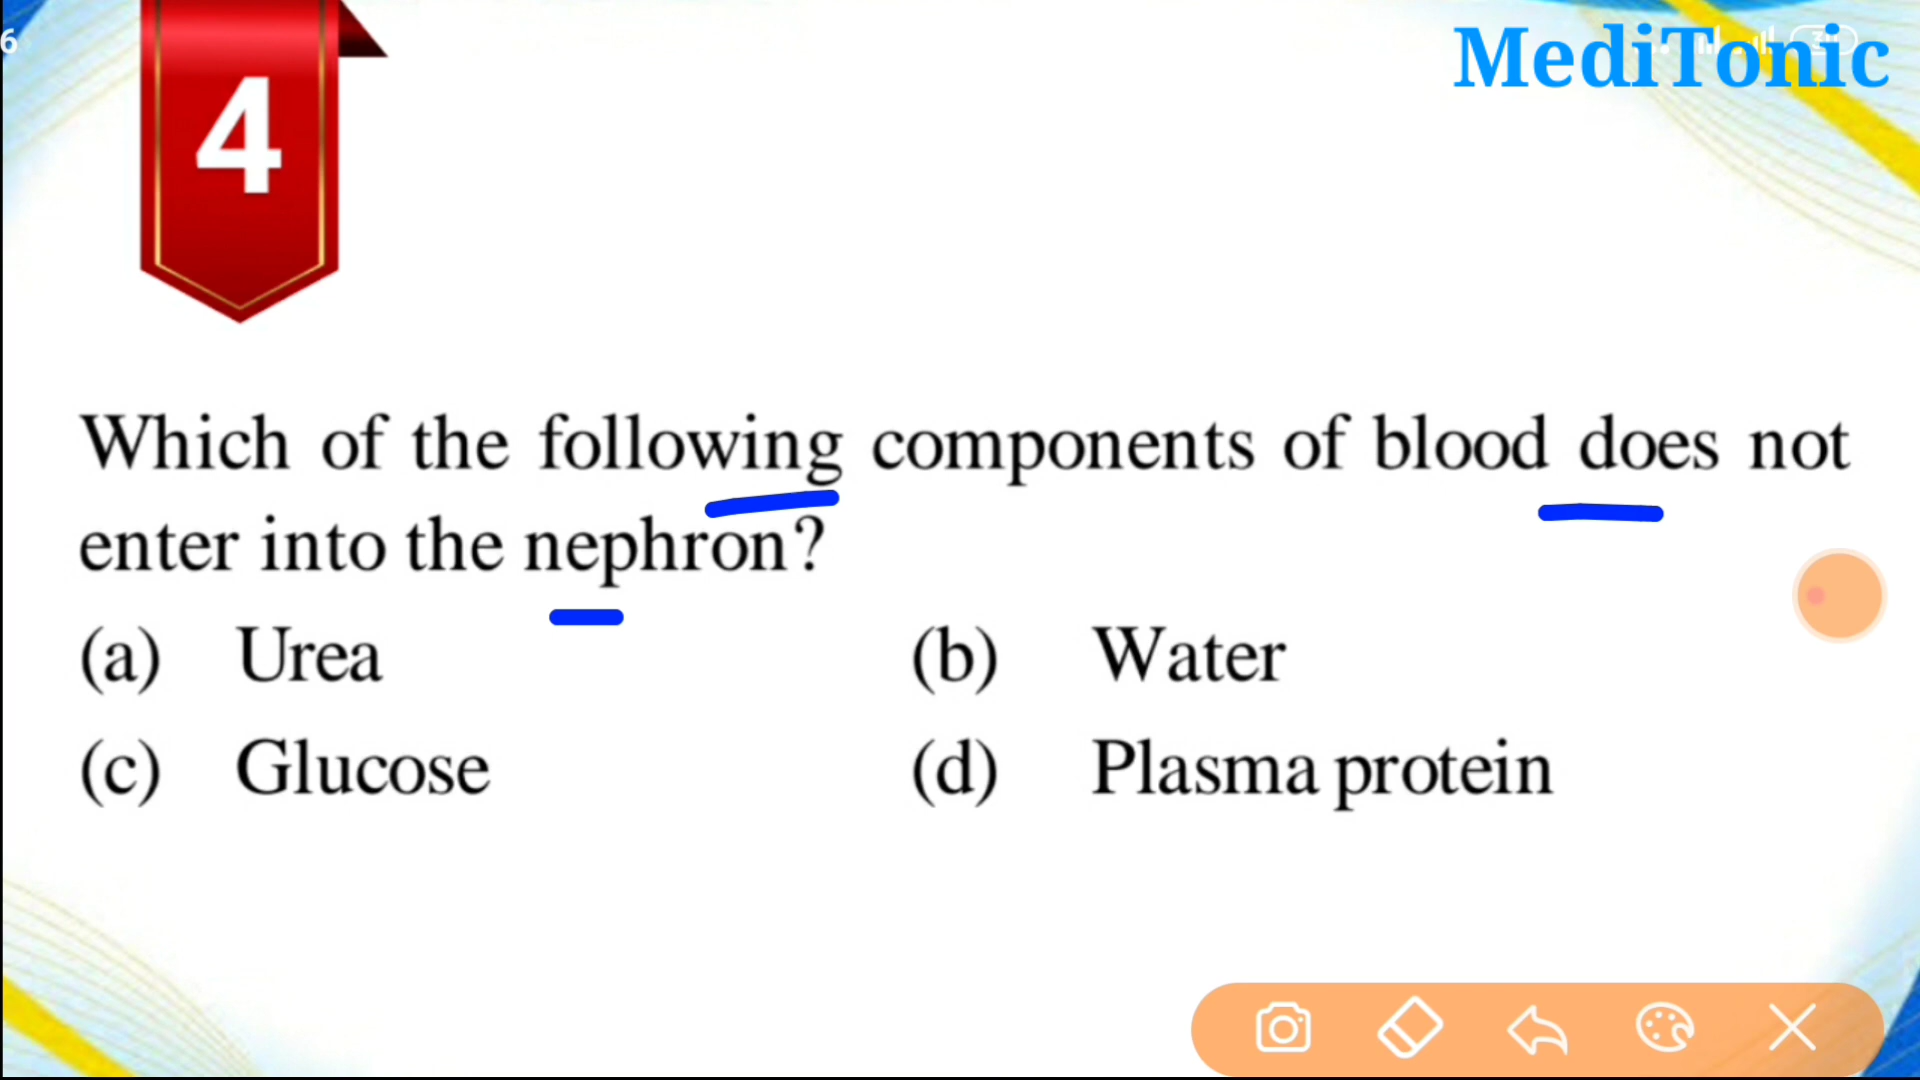 6
MediTonic
4
Which of the following components of blood does not
enter into the nephron?
(a) Urea (b) Water
(c) Glucose (d) Plasma protein